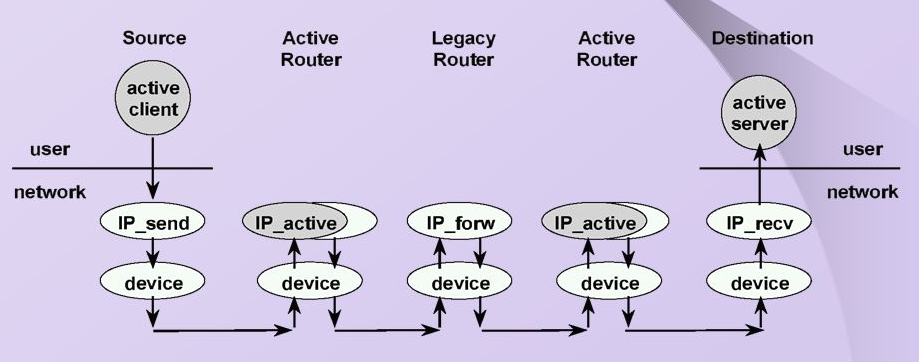 Source
Active
Router
Legacy
Router
Active
Router
Destination
active
client
active
server
user
network
user
network
IP_send
IP_active
IP_forw
IP_active
IP_recv
device
device
device
device
device